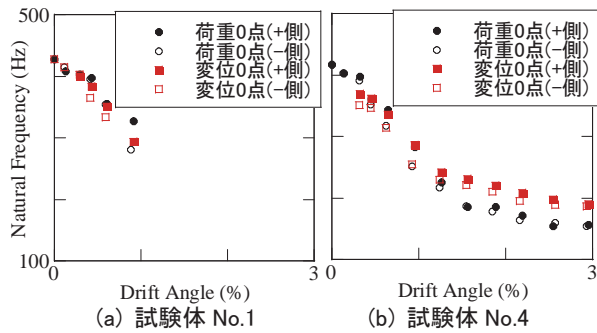 500
荷重0点(+側)
荷重0点(-側)
変位0点(+側)
変位0点(-側)
荷重0点(+側)
荷重0点(-側)
変位0点(+側)
変位0点(-側)
Natural Frequency (Hz)
100
0
3
0
3
Drift Angle (%)
Drift Angle (%)
(a) 試験体 No.1
(b) 試験体 No.4